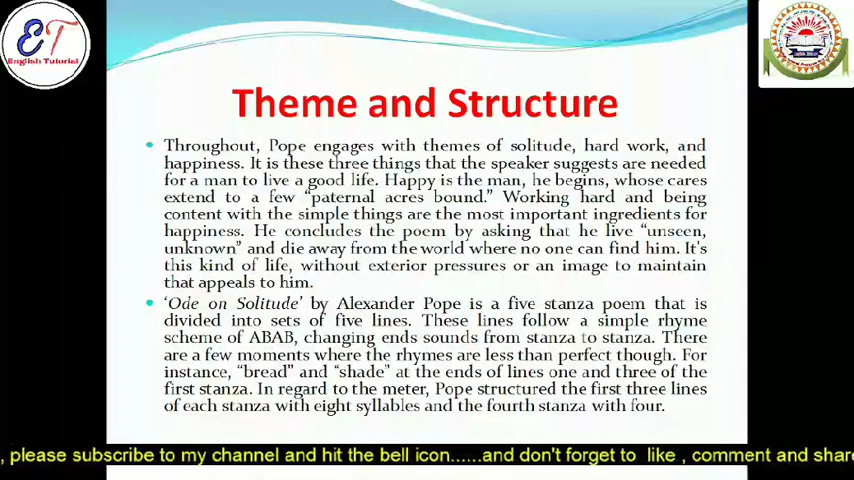 ET
English Tutorial
Theme and Structure
• Throughout, Pope engages with themes of solitude, hard work, and
happiness. It is these three things that the speaker suggests are needed
for a man to live a good life. Happy is the man, he begins, whose cares
extend to a few “paternal acres bound.” Working hard and being
content with the simple things are the most important ingredients for
happiness. He concludes the poem by asking that he live “unseen,
unknown” and die away from the world where no one can find him. It's
this kind of life, without exterior pressures or an image to maintain
that appeals to him.
• ‘Ode on Solitude’ by Alexander Pope is a five stanza poem that is
divided into sets of five lines. These lines follow a simple rhyme
scheme of ABAB, changing ends sounds from stanza to stanza. There
are a few moments where the rhymes are less than perfect though. For
instance, “bread” and “shade” at the ends of lines one and three of the
first stanza. In regard to the meter, Pope structured the first three lines
of each stanza with eight syllables and the fourth stanza with four.
, please subscribe to my channel and hit the bell icon......and don't forget to like , comment and share